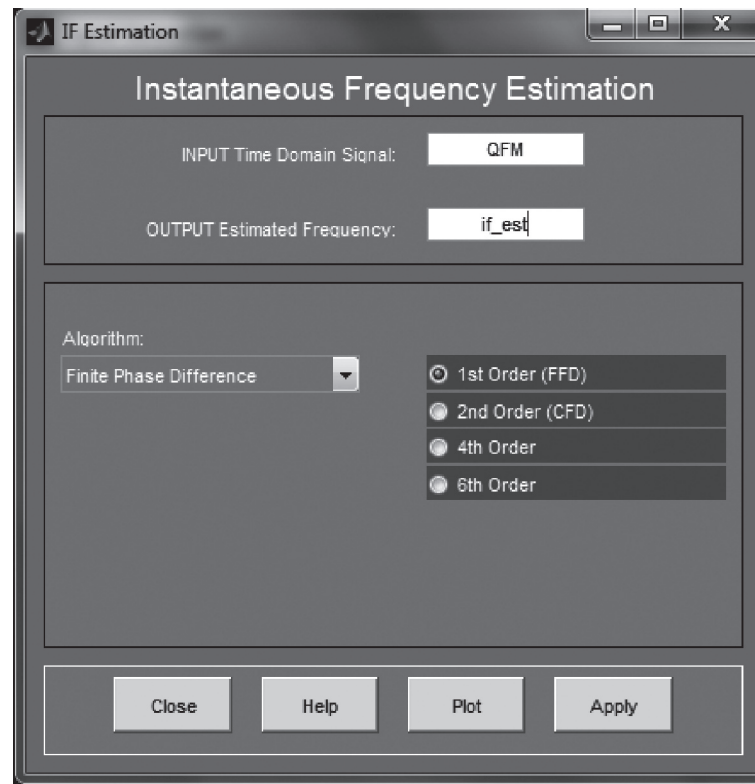 IF Estimation
Instantaneous Frequency Estimation
INPUT Time Domain Signal:
QFM
OUTPUT Estimated Frequency:
if_est
Algorithm:
Finite Phase Difference
1st Order (FFD)
2nd Order (CFD)
4th Order
6th Order
Close
Help
Plot
Apply